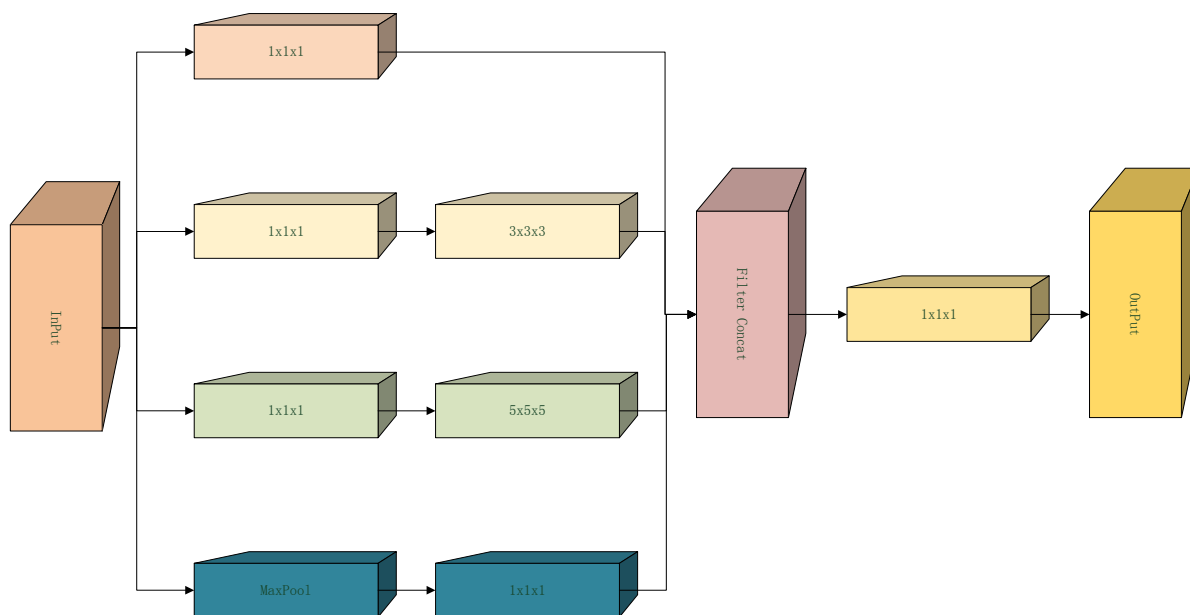 1x1x1
InPut
1x1x1
3x3x3
1x1x1
5x5x5
MaxPool
1x1x1
Filter Concat
1x1x1
OutPut